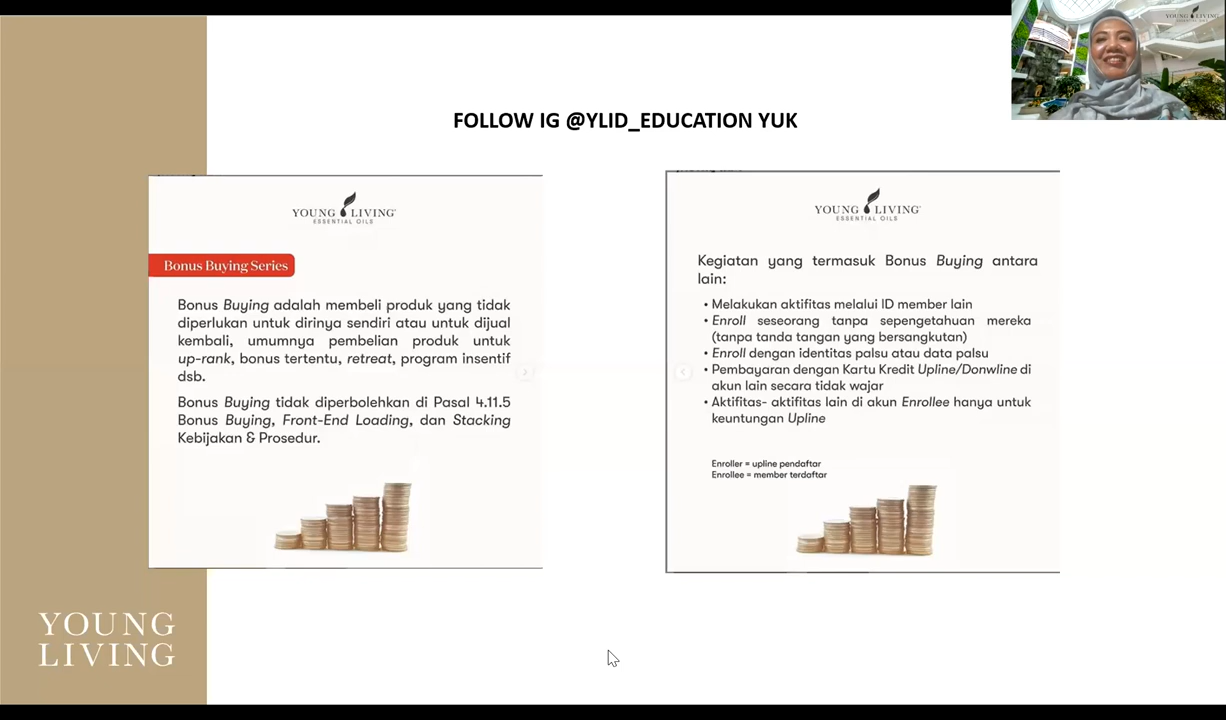 YOUNG LIVING
ESSENTIAL OILS
FOLLOW IG @YLID_EDUCATION YUK
YOUNG LIVING
ESSENTIAL OILS
Bonus Buying Series
Bonus Buying adalah membeli produk yang tidak
diperlukan untuk dirinya sendiri atau untuk dijual
kembali, umumnya pembelian produk untuk
up-rank, bonus tertentu, retreat, program insentif
dsb.
Bonus Buying tidak diperbolehkan di Pasal 4.11.5
Bonus Buying, Front-End Loading, dan Stacking
Kebijakan & Prosedur.
YOUNG LIVING
ESSENTIAL OILS
Kegiatan yang termasuk Bonus Buying antara
lain:
• Melakukan aktifitas melalui ID member lain
• Enroll seseorang tanpa sepengetahuan mereka
(tanpa tanda tangan yang bersangkutan)
• Enroll dengan identitas palsu atau data palsu
• Pembayaran dengan Kartu Kredit Upline/Donwline di
akun lain secara tidak wajar
• Aktifitas- aktifitas lain di akun Enrollee hanya untuk
keuntungan Upline
Enroller = upline pendaftar
Enrollee = member terdaftar
YOUNG
LIVING